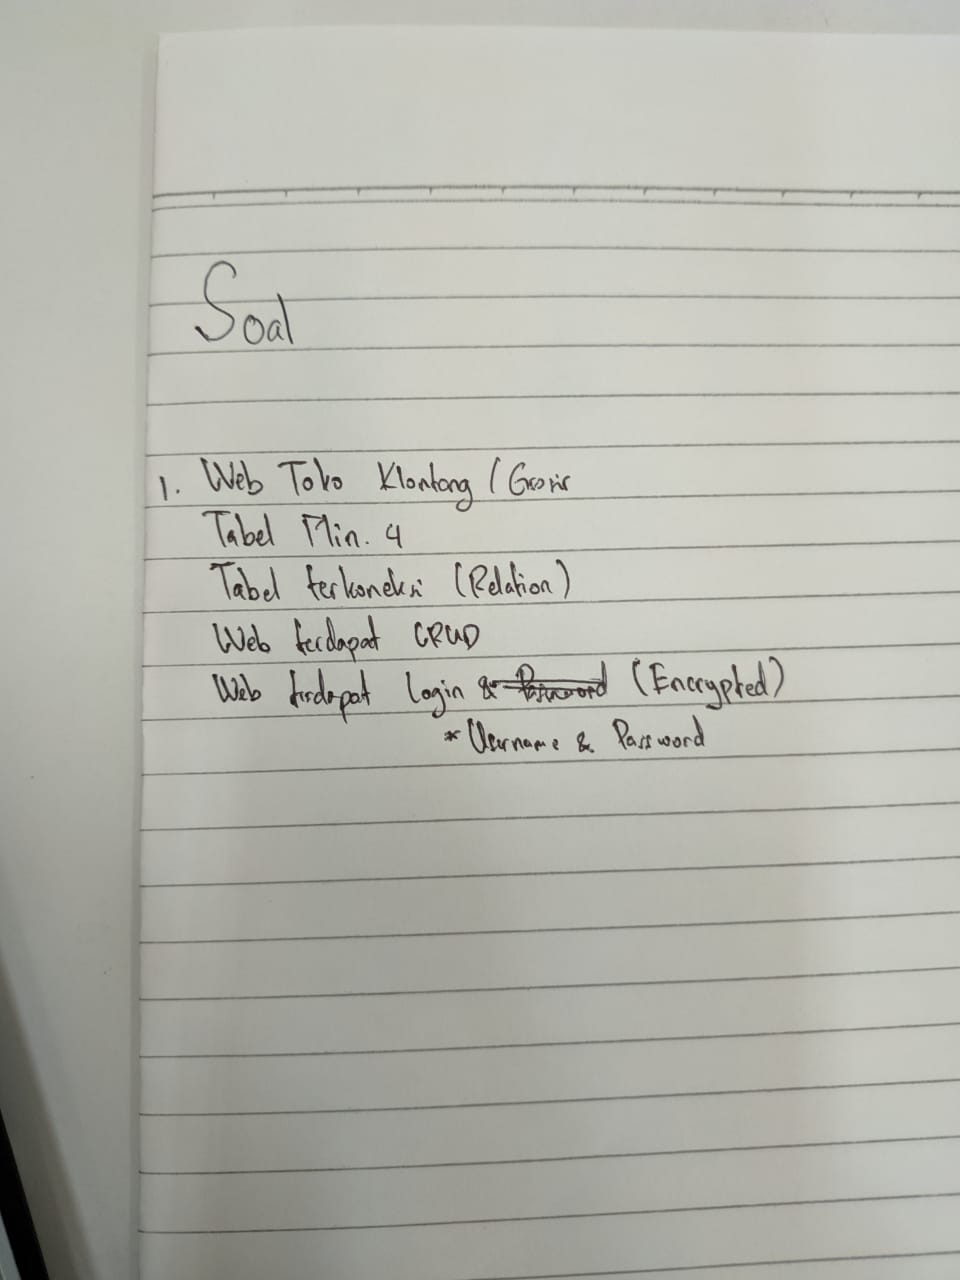 Soal
1. Web Toko Klontong / Grosir
Tabel Min. 4
Tabel terkoneksi (Relation)
Web terdapat CRUD
Web terdapat login & Password (Encrypted)
* Username & Password